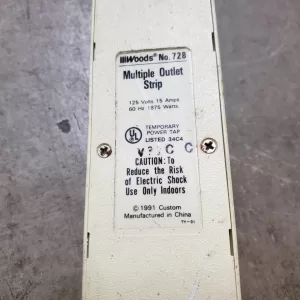 Woods® No. 728
Multiple Outlet
Strip
125 Volts 15 Amps
60 Hz 1875 Watts
UL
TEMPORARY
POWER TAP
LISTED 24C4
CAUTION: To
Reduce the Risk
of Electric Shock
Use Only Indoors
© 1991 Custom
Manufactured in China